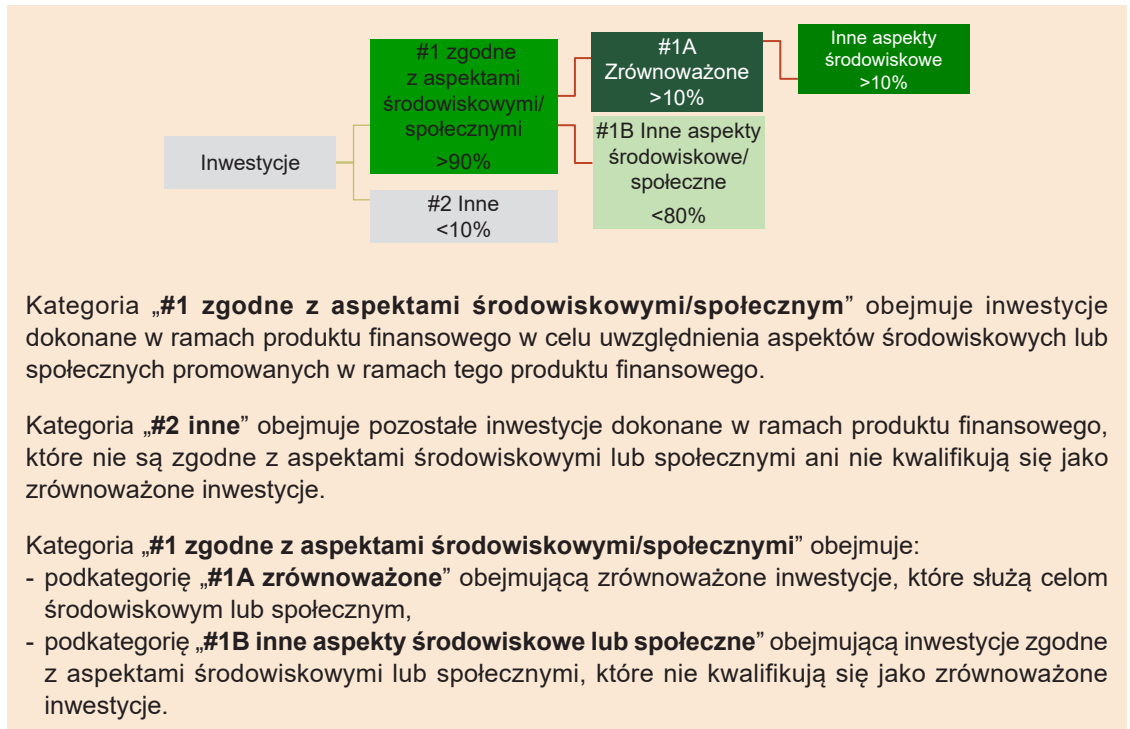 Inwestycje
#1 zgodne
z aspektami
środowiskowymi/
społecznymi
>90%
#2 Inne
<10%
#1A
Zrównoważone
>10%
#1B Inne aspekty
środowiskowe/
społeczne
<80%
Inne aspekty
środowiskowe
>10%
Kategoria „#1 zgodne z aspektami środowiskowymi/społecznym” obejmuje inwestycje
dokonane w ramach produktu finansowego w celu uwzględnienia aspektów środowiskowych lub
społecznych promowanych w ramach tego produktu finansowego.
Kategoria „#2 inne” obejmuje pozostałe inwestycje dokonane w ramach produktu finansowego,
które nie są zgodne z aspektami środowiskowymi lub społecznymi ani nie kwalifikują się jako
zrównoważone inwestycje.
Kategoria „#1 zgodne z aspektami środowiskowymi/społecznymi” obejmuje:
- podkategorię „#1A zrównoważone” obejmującą zrównoważone inwestycje, które służą celom
środowiskowym lub społecznym,
- podkategorię „#1B inne aspekty środowiskowe lub społeczne” obejmującą inwestycje zgodne
z aspektami środowiskowymi lub społecznymi, które nie kwalifikują się jako zrównoważone
inwestycje.